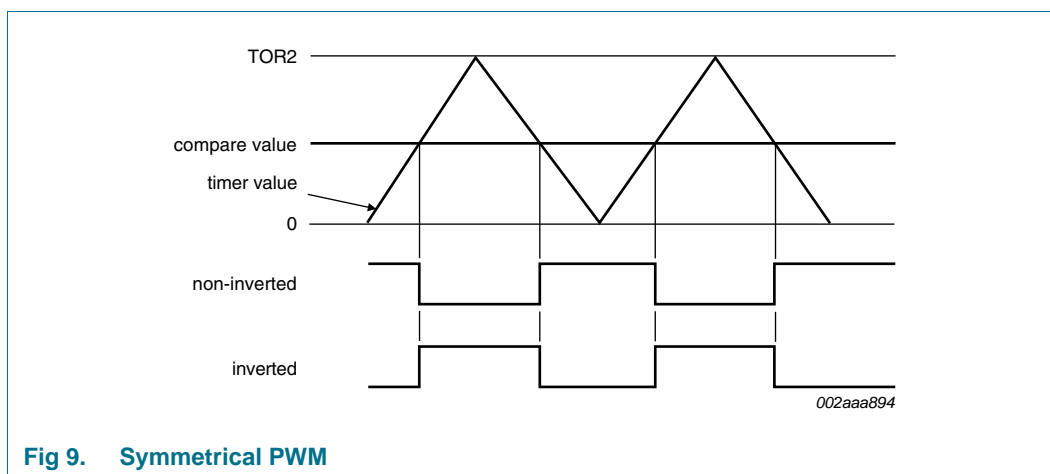 TOR2
compare value
timer value
0
non-inverted
inverted
002aaa894
Fig 9. Symmetrical PWM